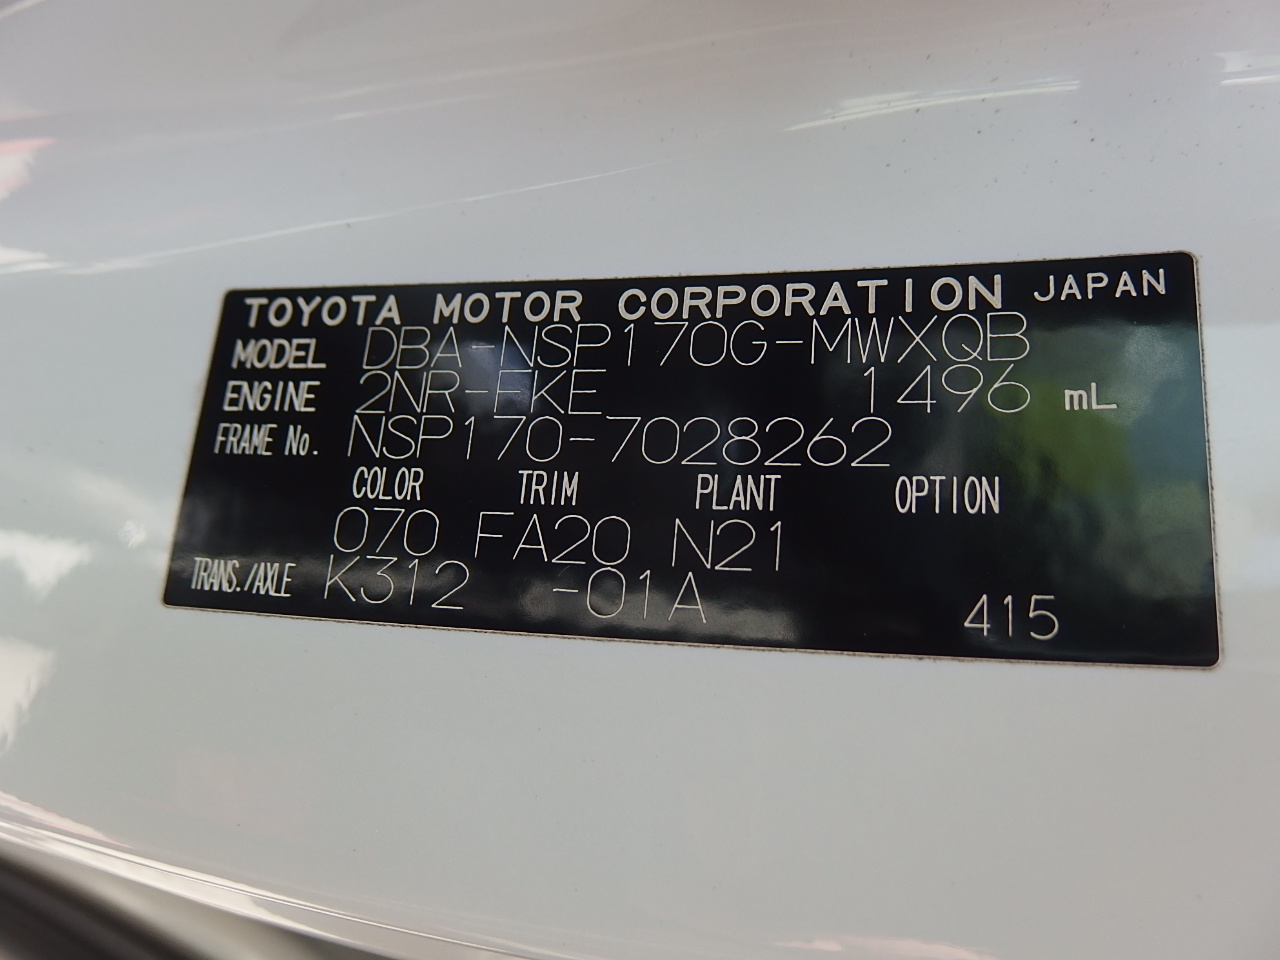 TOYOTA MOTOR CORPORATION JAPAN
MODEL DBA-NSP170G-MWXQB
ENGINE 2NR-FKE 1496 mL
FRAME No. NSP170-7028262
COLOR TRIM PLANT OPTION
070 FA20 N21
TRANS./AXLE K312 -01A
415